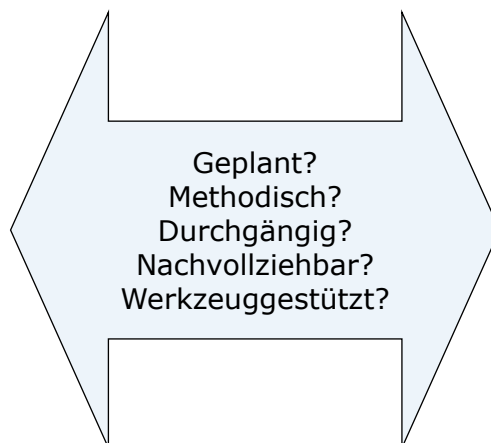 Geplant?
Methodisch?
Durchgängig?
Nachvollziehbar?
Werkzeuggestützt?